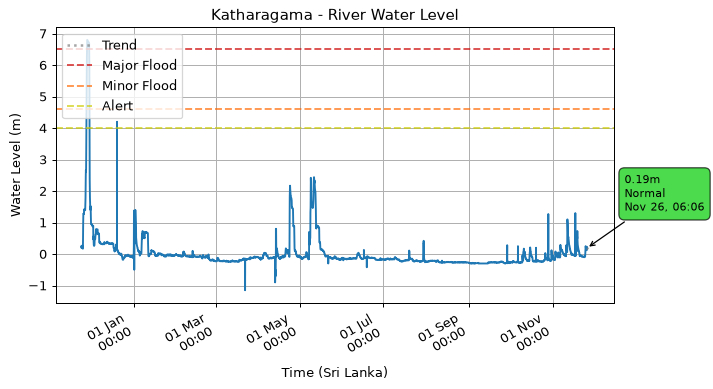 Katharagama - River Water Level
Water Level (m)
7
6
5
4
3
2
1
0
−1
Trend
Major Flood
Minor Flood
Alert
0.19m
Normal
Nov 26, 06:06
01 Jan
00:00
01 Mar
00:00
01 May
00:00
01 Jul
00:00
01 Sep
00:00
01 Nov
00:00
Time (Sri Lanka)